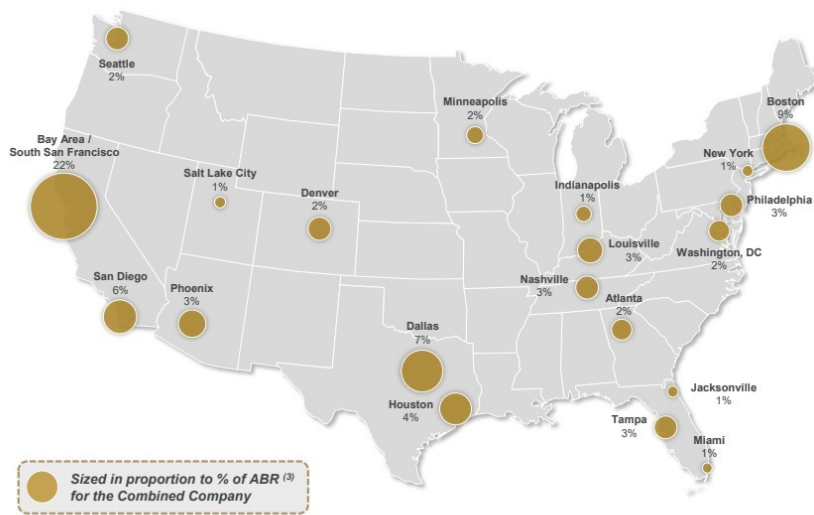 Seattle
2%
Bay Area /
South San Francisco
22%
Salt Lake City
1%
Denver
2%
Minneapolis
2%
Boston
9%
New York
1%
Indianapolis
1%
Philadelphia
3%
Louisville
3%
Washington, DC
2%
San Diego
6%
Phoenix
3%
Nashville
3%
Atlanta
2%
Dallas
7%
Houston
4%
Jacksonville
1%
Tampa
3%
Miami
1%
Sized in proportion to % of ABR (3)
for the Combined Company